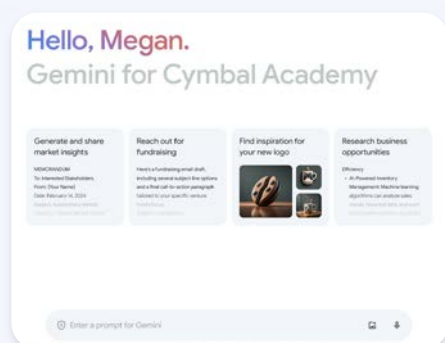 Hello, Megan.
Gemini for Cymbal Academy
Generate and share
market insights
MEMORANDUM
To: Interested Stakeholders
From: [Your Name]
Date: February 14, 2024
Reach out for
fundraising
Here's a fundraising email draft,
including several subject line options
and a final call-to-action paragraph
tailored to your specific venture
Find inspiration for
your new logo
Research business
opportunities
Efficiency
• AI-Powered Inventory
Management: Machine learning
algorithms can analyze sales
Enter a prompt for Gemini